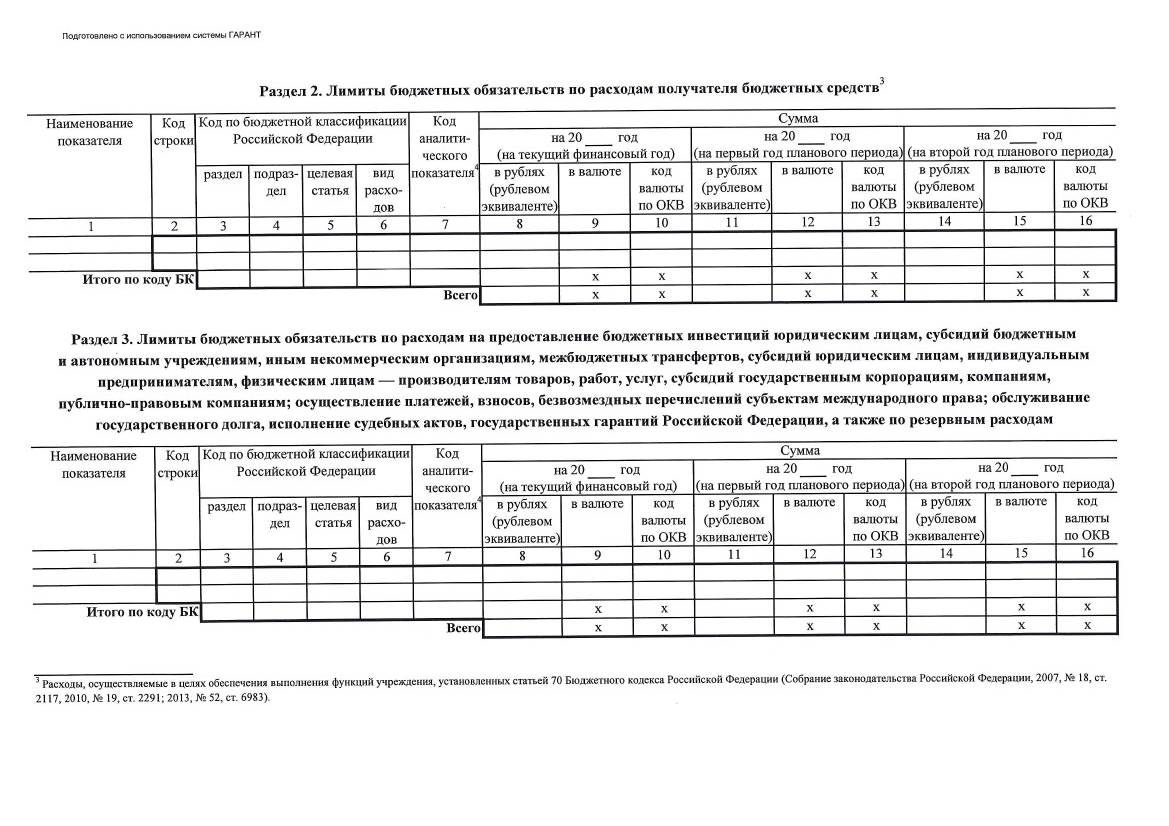 Подготовлено с использованием системы ГАРАНТ
Раздел 2. Лимиты бюджетных обязательств по расходам получателя бюджетных средств3
Наименование показателя | Код строки | Код по бюджетной классификации Российской Федерации | Код аналити-ческого показателя4 | Сумма
на 20 ____ год (на текущий финансовый год) | на 20 ____ год (на первый год планового периода) | на 20 ____ год (на второй год планового периода)
раздел | подраз-дел | целевая статья | вид расхо-дов | в рублях (рублевом эквиваленте) | в валюте | код валюты по ОКВ | в рублях (рублевом эквиваленте) | в валюте | код валюты по ОКВ | в рублях (рублевом эквиваленте) | в валюте | код валюты по ОКВ
1 2 3 4 5 6 7 8 9 10 11 12 13 14 15 16
Итого по коду БК х х х х х х
Всего х х х х х х
Раздел 3. Лимиты бюджетных обязательств по расходам на предоставление бюджетных инвестиций юридическим лицам, субсидий бюджетным
и автономным учреждениям, иным некоммерческим организациям, межбюджетных трансфертов, субсидий юридическим лицам, индивидуальным
предпринимателям, физическим лицам — производителям товаров, работ, услуг, субсидий государственным корпорациям, компаниям,
публично-правовым компаниям; осуществление платежей, взносов, безвозмездных перечислений субъектам международного права; обслуживание
государственного долга, исполнение судебных актов, государственных гарантий Российской Федерации, а также по резервным расходам
Наименование показателя | Код строки | Код по бюджетной классификации Российской Федерации | Код аналити-ческого показателя4 | Сумма
на 20 ____ год (на текущий финансовый год) | на 20 ____ год (на первый год планового периода) | на 20 ____ год (на второй год планового периода)
раздел | подраз-дел | целевая статья | вид расхо-дов | в рублях (рублевом эквиваленте) | в валюте | код валюты по ОКВ | в рублях (рублевом эквиваленте) | в валюте | код валюты по ОКВ | в рублях (рублевом эквиваленте) | в валюте | код валюты по ОКВ
1 2 3 4 5 6 7 8 9 10 11 12 13 14 15 16
Итого по коду БК х х х х х х
Всего х х х х х х
3 Расходы, осуществляемые в целях обеспечения выполнения функций учреждения, установленных статьей 70 Бюджетного кодекса Российской Федерации (Собрание законодательства Российской Федерации, 2007, № 18, ст.
2117, 2010, № 19, ст. 2291; 2013, № 52, ст. 6983).